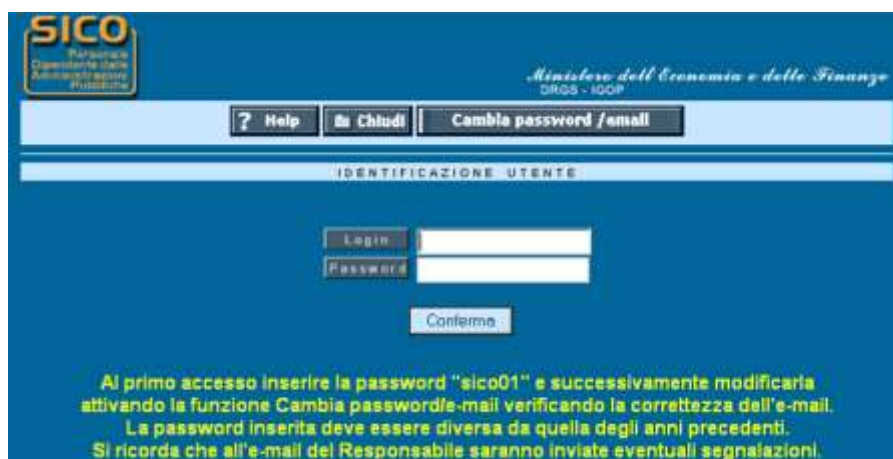 SICO
Personale
Dipendente dalle
Amministrazioni
Pubbliche
Ministero dell'Economia e delle Finanze
DRGS - IGOP
? Help
Chiudi
Cambia password /email
IDENTIFICAZIONE UTENTE
Login
Password
Conferma
Al primo accesso inserire la password "sico01" e successivamente modificarla
attivando la funzione Cambia password/e-mail verificando la correttezza dell'e-mail.
La password inserita deve essere diversa da quella degli anni precedenti.
Si ricorda che all'e-mail del Responsabile saranno inviate eventuali segnalazioni.